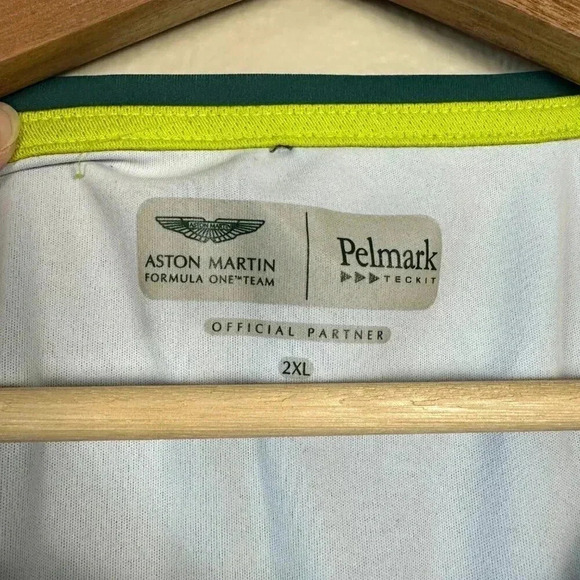 ASTON MARTIN
FORMULA ONE™ TEAM
Pelmark
TECKIT
OFFICIAL PARTNER
2XL